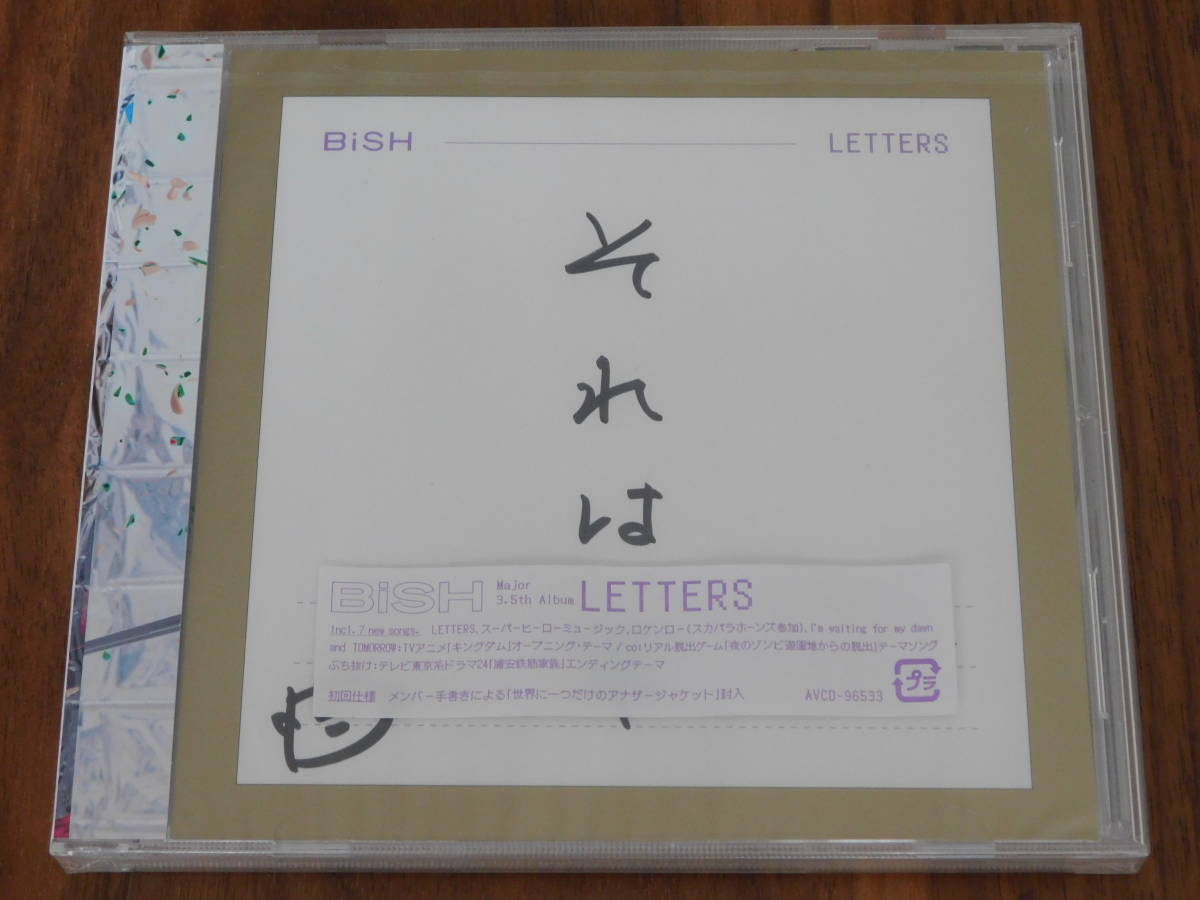 BiSH LETTERS
それは
BiSH Major 3.5th Album LETTERS
Incl. 7 new songs. LETTERS、スーパーヒーローミュージック、ロケンロー(スカパラホーンズ参加)、I'm waiting for my dawn
and TOMORROW:TVアニメ「キングダム」オープニング・テーマ / co:リアル脱出ゲーム「夜のゾンビ遊園地からの脱出」テーマソング
ぶち抜け:テレビ東京系ドラマ24「浦安鉄筋家族」エンディングテーマ
初回仕様 メンバー手書きによる「世界に一つだけのアナザージャケット」封入 AVCD-96533
プラ